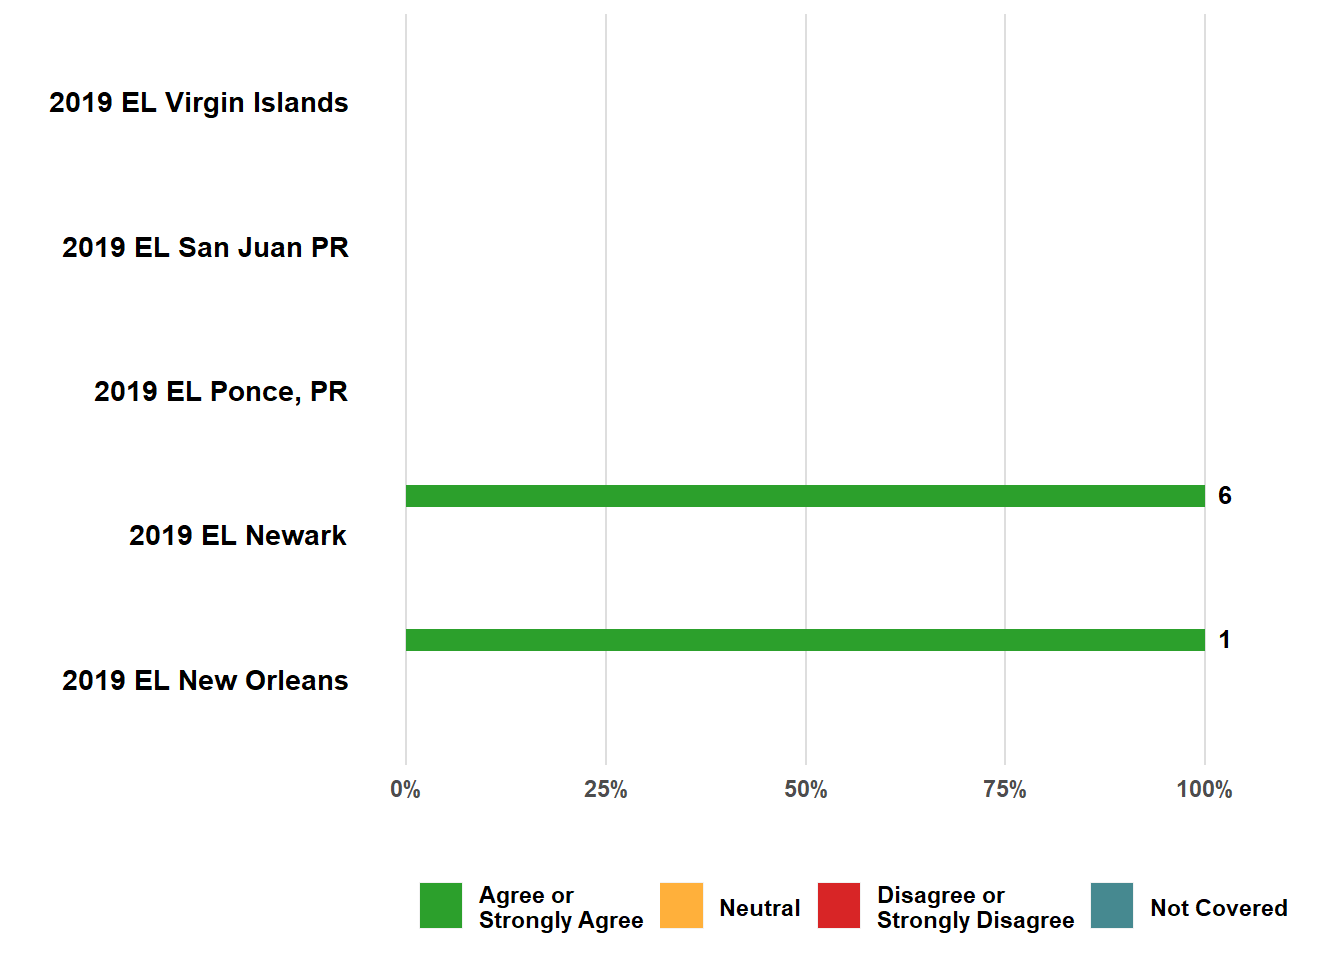 2019 EL Virgin Islands
2019 EL San Juan PR
2019 EL Ponce, PR
6
2019 EL Newark
1
2019 EL New Orleans
0% 25% 50% 75% 100%
Agree or
Strongly Agree
Neutral
Disagree or
Strongly Disagree
Not Covered